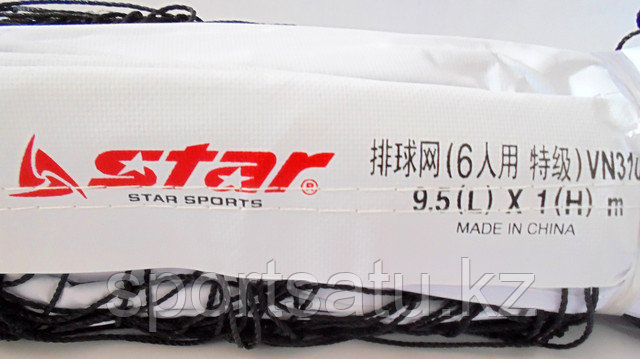 star
STAR SPORTS
排球网(6人用 特级)
9.5(L) X 1(H) m
MADE IN CHINA
sportsatu.kz